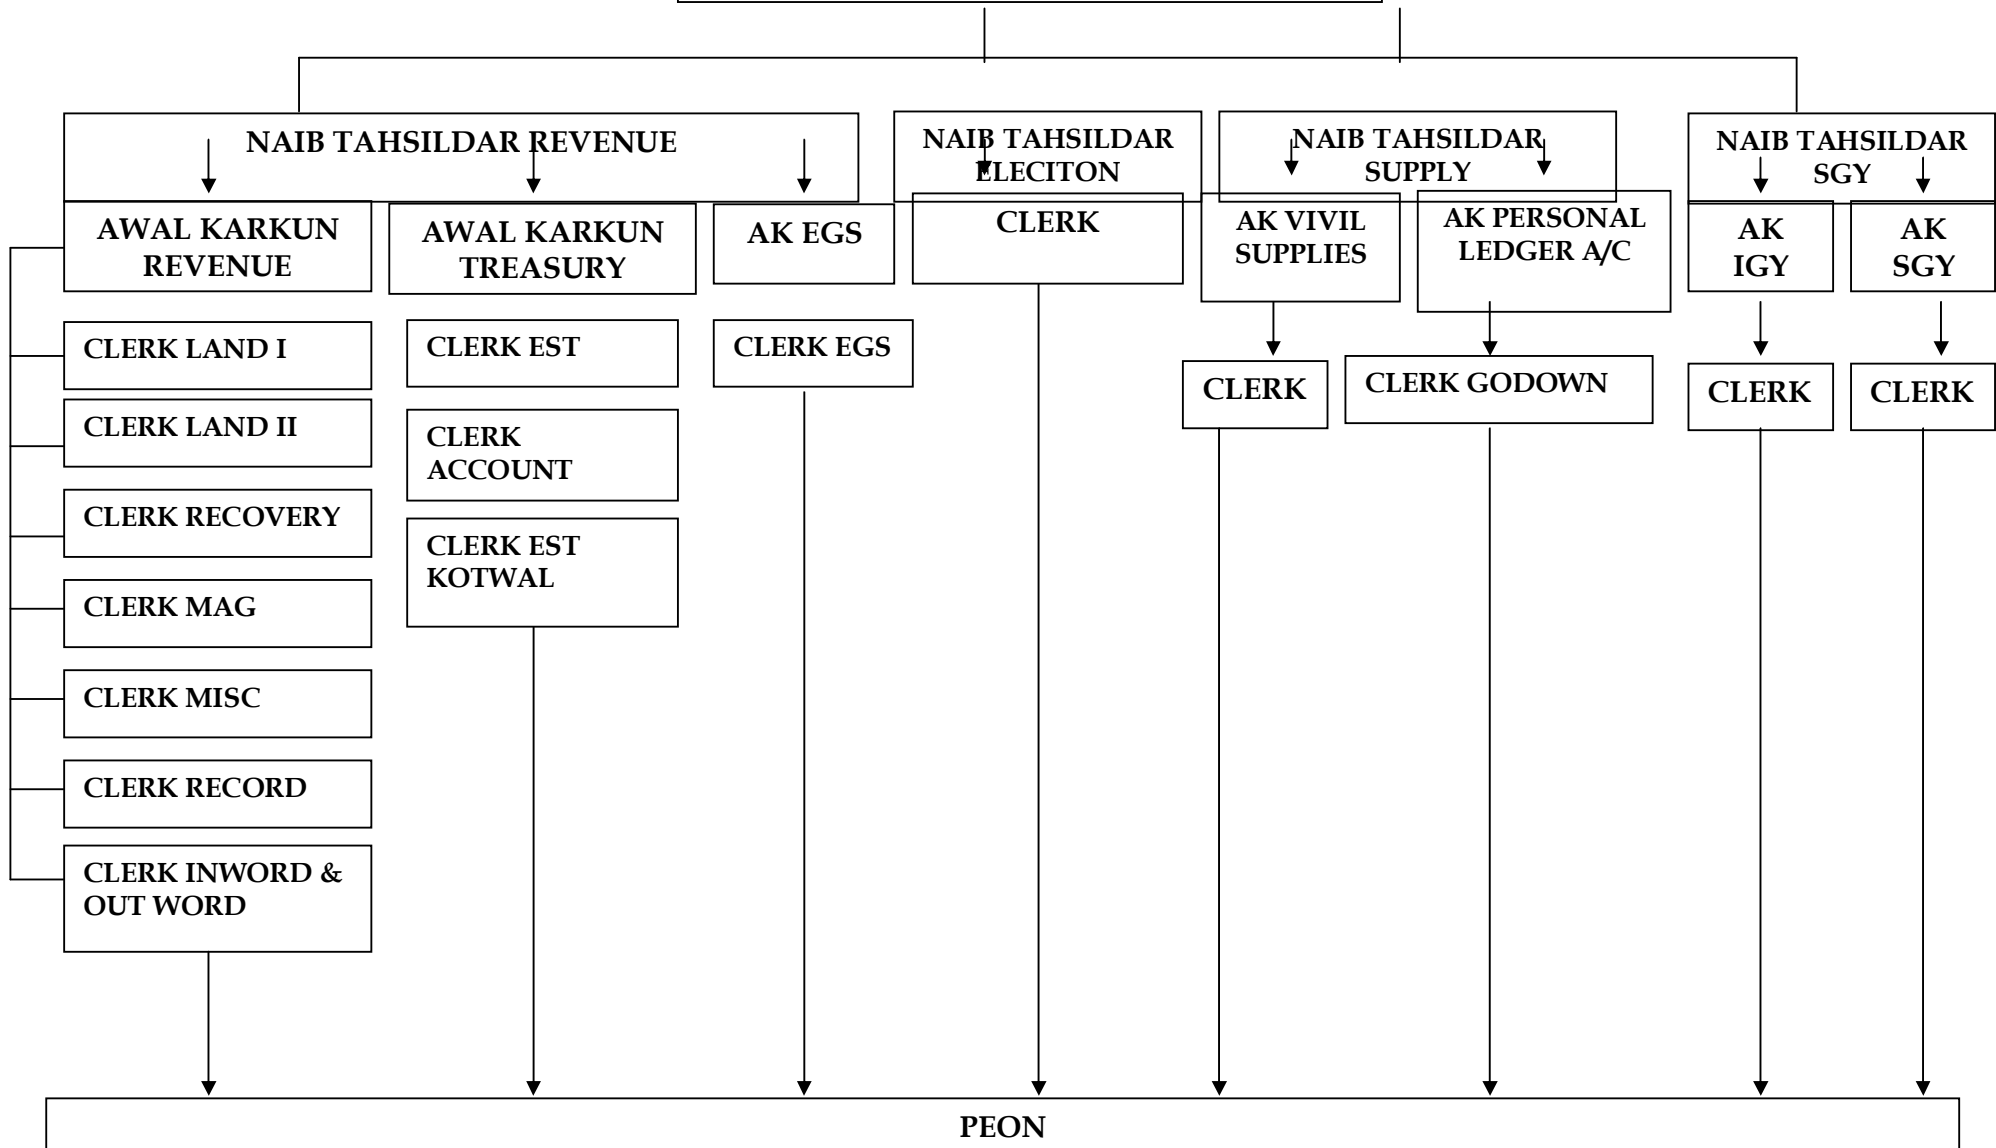 NAIB TAHSILDAR REVENUE
NAIB TAHSILDAR
ELECITON
NAIB TAHSILDAR
SUPPLY
NAIB TAHSILDAR
SGY
AWAL KARKUN
REVENUE
AWAL KARKUN
TREASURY
AK EGS
CLERK
AK VIVIL
SUPPLIES
AK PERSONAL
LEDGER A/C
AK
IGY
AK
SGY
CLERK LAND I
CLERK EST
CLERK EGS
CLERK
CLERK GODOWN
CLERK
CLERK
CLERK LAND II
CLERK
ACCOUNT
CLERK RECOVERY
CLERK EST
KOTWAL
CLERK MAG
CLERK MISC
CLERK RECORD
CLERK INWORD &
OUT WORD
PEON